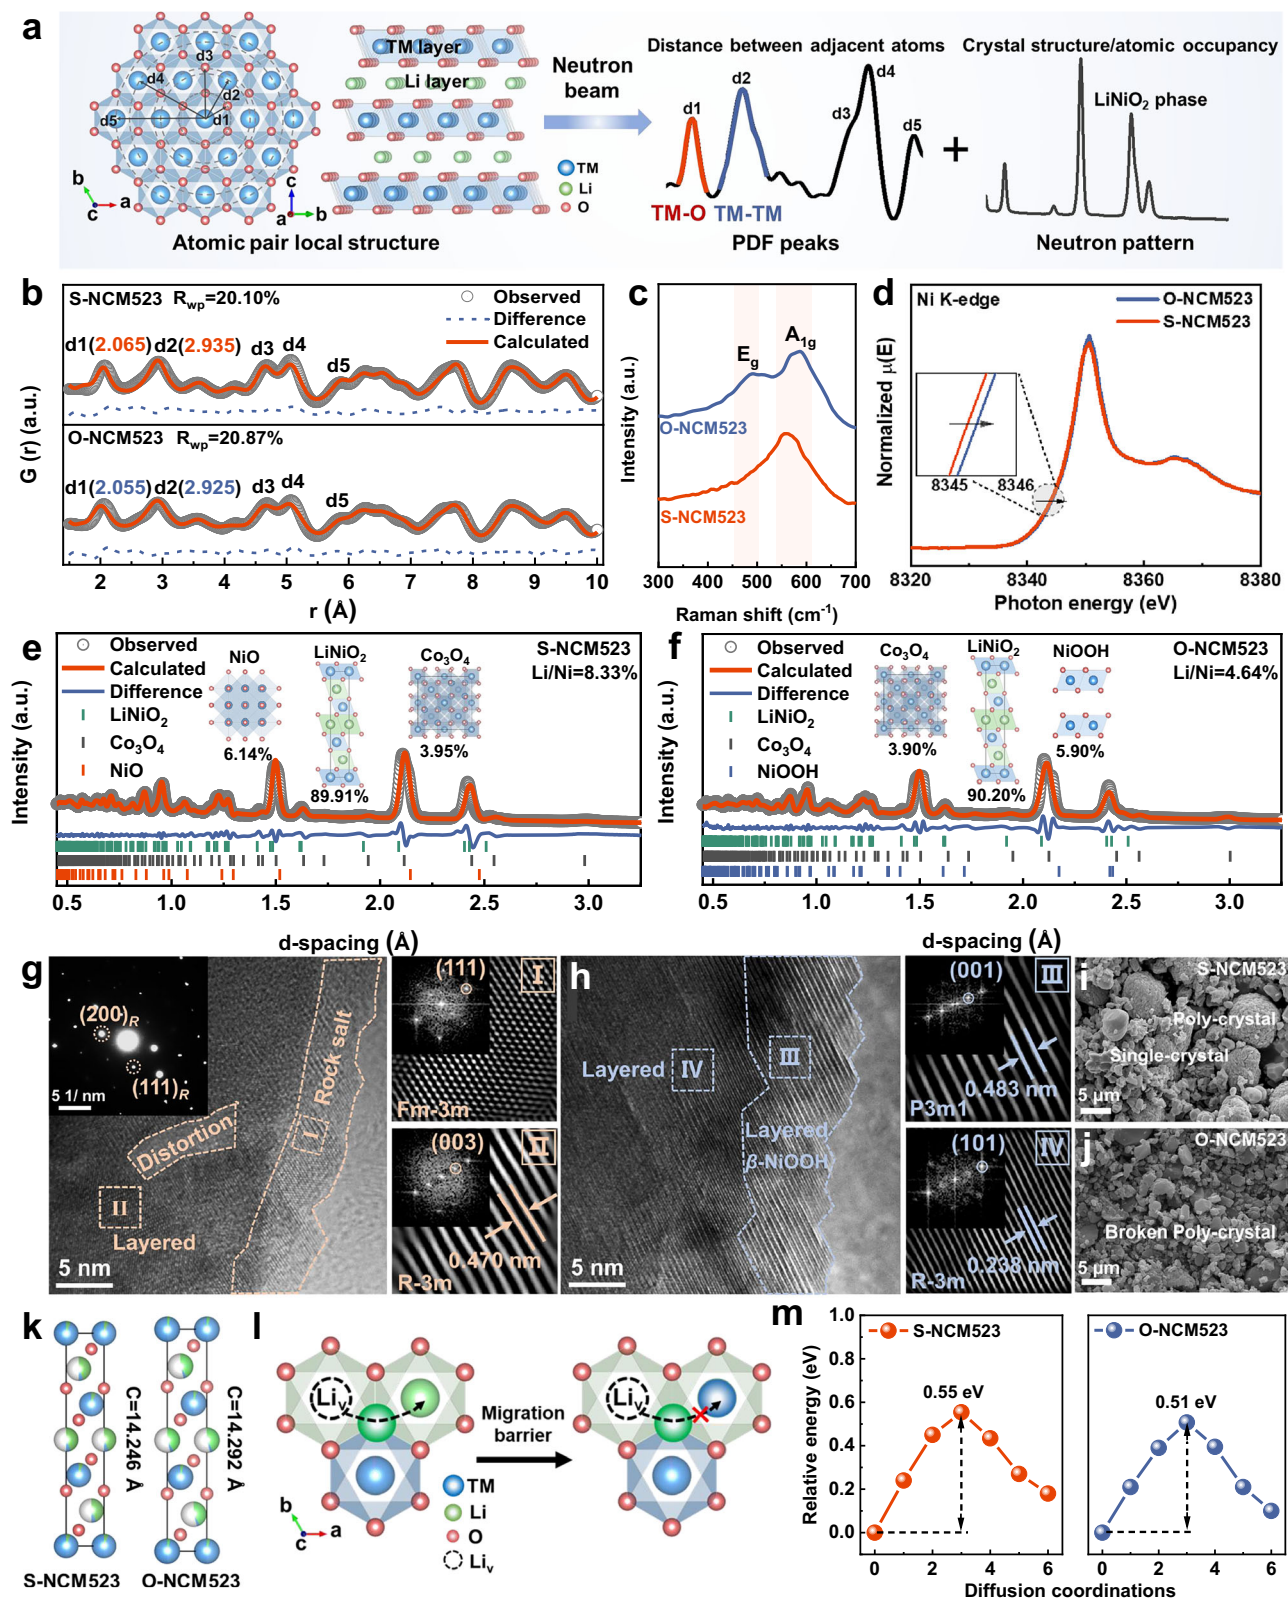 a
TM layer
Li layer
d3
d4
d2
d1
d5
b
c
a
c
a
b
TM
Li
O
Atomic pair local structure
Neutron
beam
Distance between adjacent atoms
d1
d2
d3
d4
d5
TM-O
TM-TM
PDF peaks
+
Crystal structure/atomic occupancy
LiNiO₂ phase
Neutron pattern
b
S-NCM523 Rwp=20.10%
Observed
Difference
Calculated
d1(2.065)
d2(2.935)
d3
d4
d5
O-NCM523 Rwp=20.87%
d1(2.055)
d2(2.925)
d3
d4
d5
G (r) (a.u.)
2 3 4 5 6 7 8 9 10
r (Å)
c
Eg
A1g
O-NCM523
S-NCM523
Intensity (a.u.)
300 400 500 600 700
Raman shift (cm⁻¹)
d
Ni K-edge
O-NCM523
S-NCM523
8345 8346
Normalized μ(E)
8320 8340 8360 8380
Photon energy (eV)
e
Observed
Calculated
Difference
LiNiO₂
Co₃O₄
NiO
NiO
6.14%
LiNiO₂
89.91%
Co₃O₄
3.95%
S-NCM523
Li/Ni=8.33%
Intensity (a.u.)
0.5 1.0 1.5 2.0 2.5 3.0
d-spacing (Å)
f
Observed
Calculated
Difference
LiNiO₂
Co₃O₄
NiOOH
Co₃O₄
3.90%
LiNiO₂
90.20%
NiOOH
5.90%
O-NCM523
Li/Ni=4.64%
Intensity (a.u.)
0.5 1.0 1.5 2.0 2.5 3.0
d-spacing (Å)
g
(200)R
(111)R
5 1/ nm
Distortion
Rock salt
I
II
Layered
5 nm
(111)
I
Fm-3m
(003)
II
0.470 nm
R-3m
h
Layered
IV
III
Layered
β-NiOOH
5 nm
(001)
III
0.483 nm
P3m1
(101)
IV
0.238 nm
R-3m
i
S-NCM523
Poly-crystal
Single-crystal
5 μm
j
O-NCM523
Broken Poly-crystal
5 μm
k
C=14.246 Å
C=14.292 Å
S-NCM523
O-NCM523
l
Liv
Migration
barrier
Liv
b
c
a
TM
Li
O
Liv
m
S-NCM523
0.55 eV
O-NCM523
0.51 eV
Relative energy (eV)
1.0
0.8
0.6
0.4
0.2
0.0
0 2 4 6
0 2 4 6
Diffusion coordinations